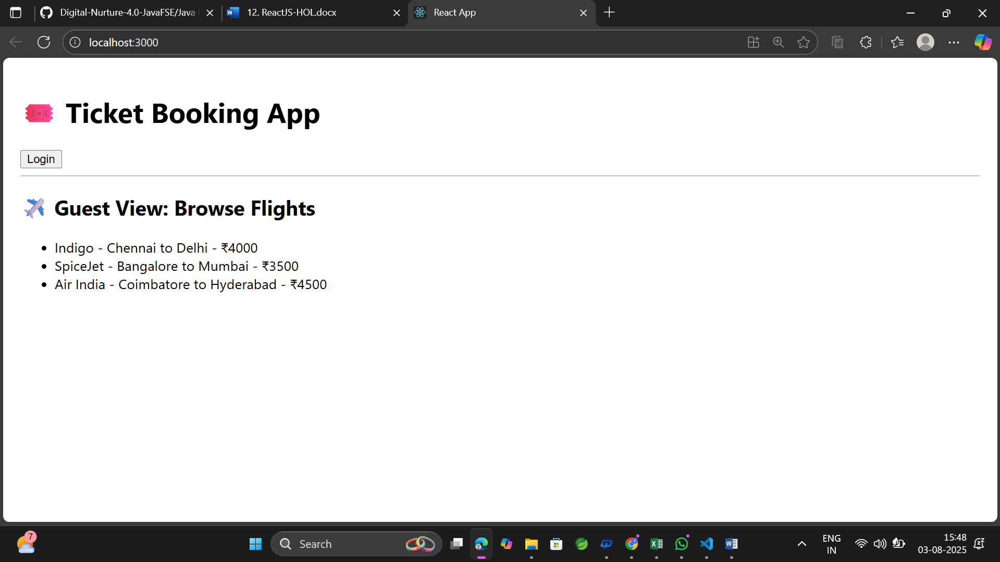 Digital-Nurture-4.0-JavaFSE/Java
12. ReactJS-HOL.docx
React App
localhost:3000
Ticket Booking App
Login
Guest View: Browse Flights
Indigo - Chennai to Delhi - ₹4000
SpiceJet - Bangalore to Mumbai - ₹3500
Air India - Coimbatore to Hyderabad - ₹4500
7
Search
ENG
IN
15:48
03-08-2025